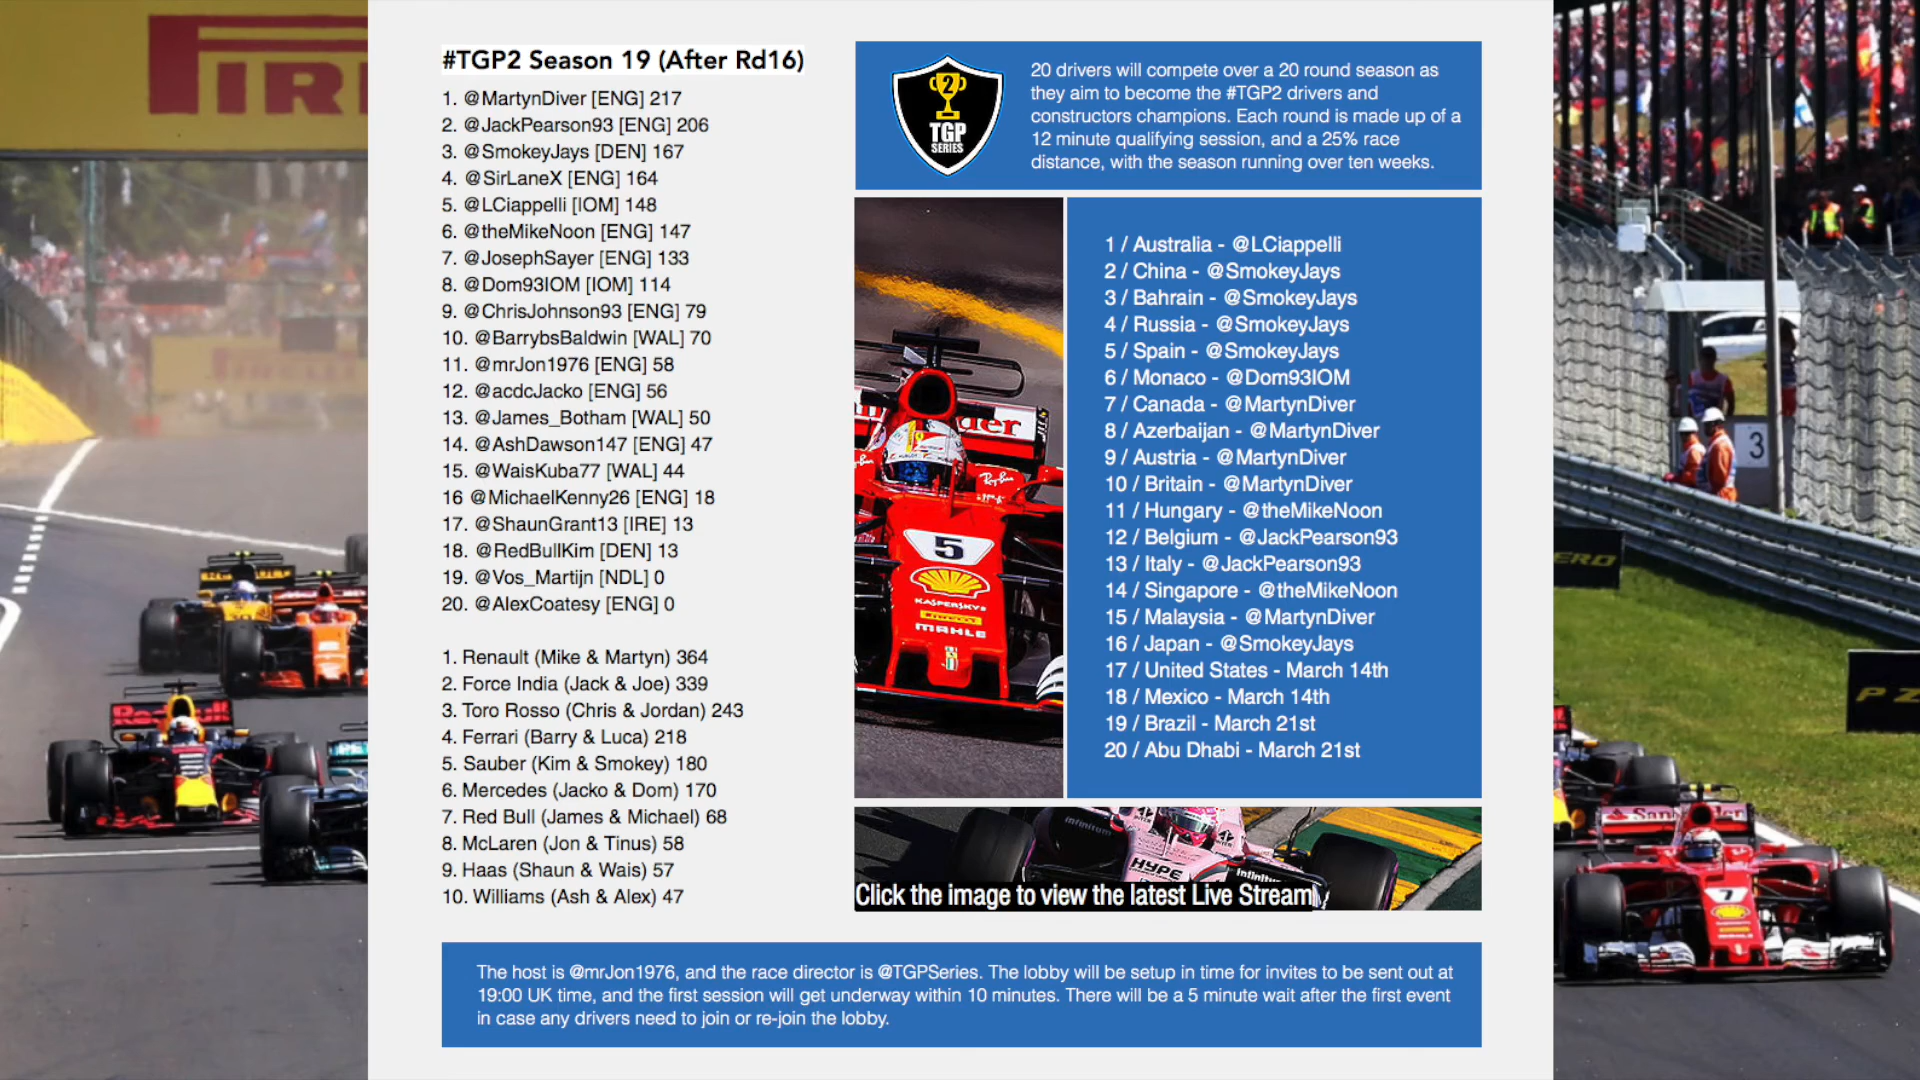 #TGP2 Season 19 (After Rd16)
1. @MartynDiver [ENG] 217
2. @JackPearson93 [ENG] 206
3. @SmokeyJays [DEN] 167
4. @SirLaneX [ENG] 164
5. @LCiappelli [IOM] 148
6. @theMikeNoon [ENG] 147
7. @JosephSayer [ENG] 133
8. @Dom93IOM [IOM] 114
9. @ChrisJohnson93 [ENG] 79
10. @BarrybsBaldwin [WAL] 70
11. @mrJon1976 [ENG] 58
12. @acdcJacko [ENG] 56
13. @James_Botham [WAL] 50
14. @AshDawson147 [ENG] 47
15. @WaisKuba77 [WAL] 44
16 @MichaelKenny26 [ENG] 18
17. @ShaunGrant13 [IRE] 13
18. @RedBullKim [DEN] 13
19. @Vos_Martijn [NDL] 0
20. @AlexCoatesy [ENG] 0
1. Renault (Mike & Martyn) 364
2. Force India (Jack & Joe) 339
3. Toro Rosso (Chris & Jordan) 243
4. Ferrari (Barry & Luca) 218
5. Sauber (Kim & Smokey) 180
6. Mercedes (Jacko & Dom) 170
7. Red Bull (James & Michael) 68
8. McLaren (Jon & Tinus) 58
9. Haas (Shaun & Wais) 57
10. Williams (Ash & Alex) 47
2
TGP
SERIES
20 drivers will compete over a 20 round season as
they aim to become the #TGP2 drivers and
constructors champions. Each round is made up of a
12 minute qualifying session, and a 25% race
distance, with the season running over ten weeks.
1 / Australia - @LCiappelli
2 / China - @SmokeyJays
3 / Bahrain - @SmokeyJays
4 / Russia - @SmokeyJays
5 / Spain - @SmokeyJays
6 / Monaco - @Dom93IOM
7 / Canada - @MartynDiver
8 / Azerbaijan - @MartynDiver
9 / Austria - @MartynDiver
10 / Britain - @MartynDiver
11 / Hungary - @theMikeNoon
12 / Belgium - @JackPearson93
13 / Italy - @JackPearson93
14 / Singapore - @theMikeNoon
15 / Malaysia - @MartynDiver
16 / Japan - @SmokeyJays
17 / United States - March 14th
18 / Mexico - March 14th
19 / Brazil - March 21st
20 / Abu Dhabi - March 21st
Ray-Ban
5
KASPERSKY
PIRELLI
MAHLE
infinitum
HYPE
infinitum
Click the image to view the latest Live Stream
The host is @mrJon1976, and the race director is @TGPSeries. The lobby will be setup in time for invites to be sent out at
19:00 UK time, and the first session will get underway within 10 minutes. There will be a 5 minute wait after the first event
in case any drivers need to join or re-join the lobby.
PIR
3
ERO
P Z
7